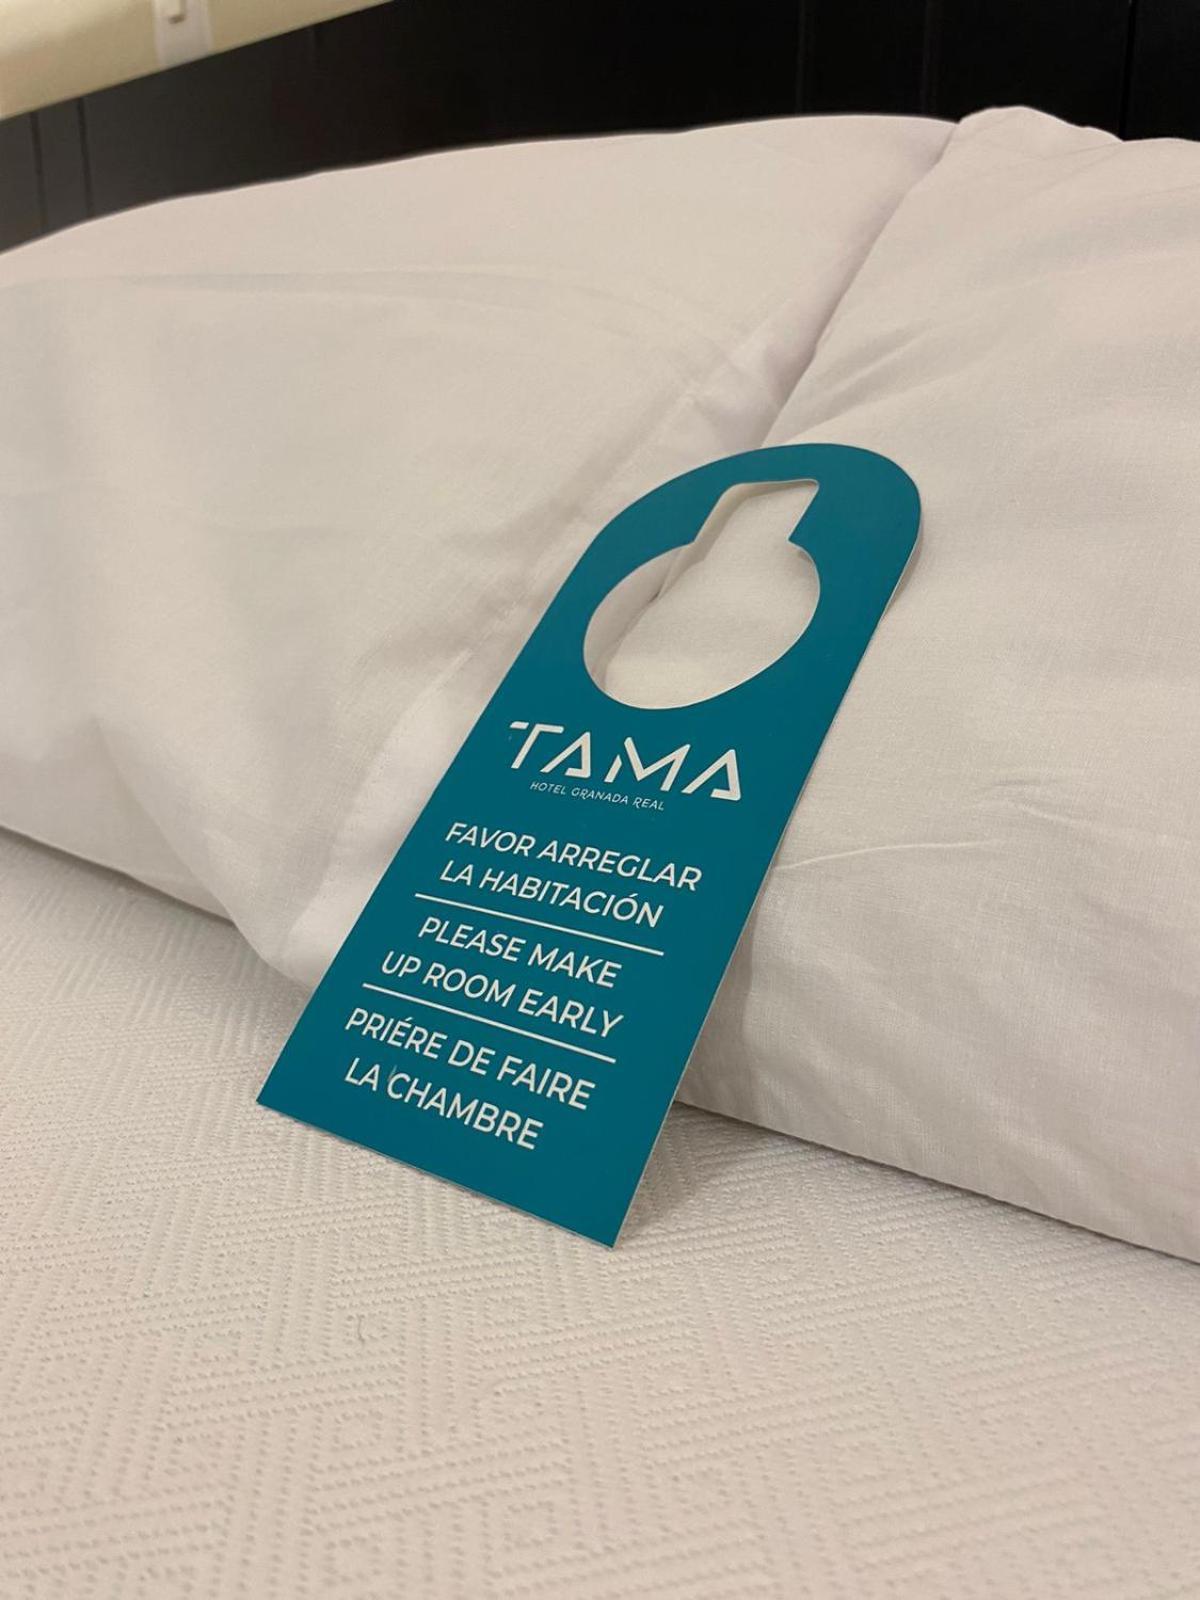 TAMA
HOTEL GRANADA REAL
FAVOR ARREGLAR
LA HABITACIÓN
PLEASE MAKE
UP ROOM EARLY
PRIÉRE DE FAIRE
LA CHAMBRE